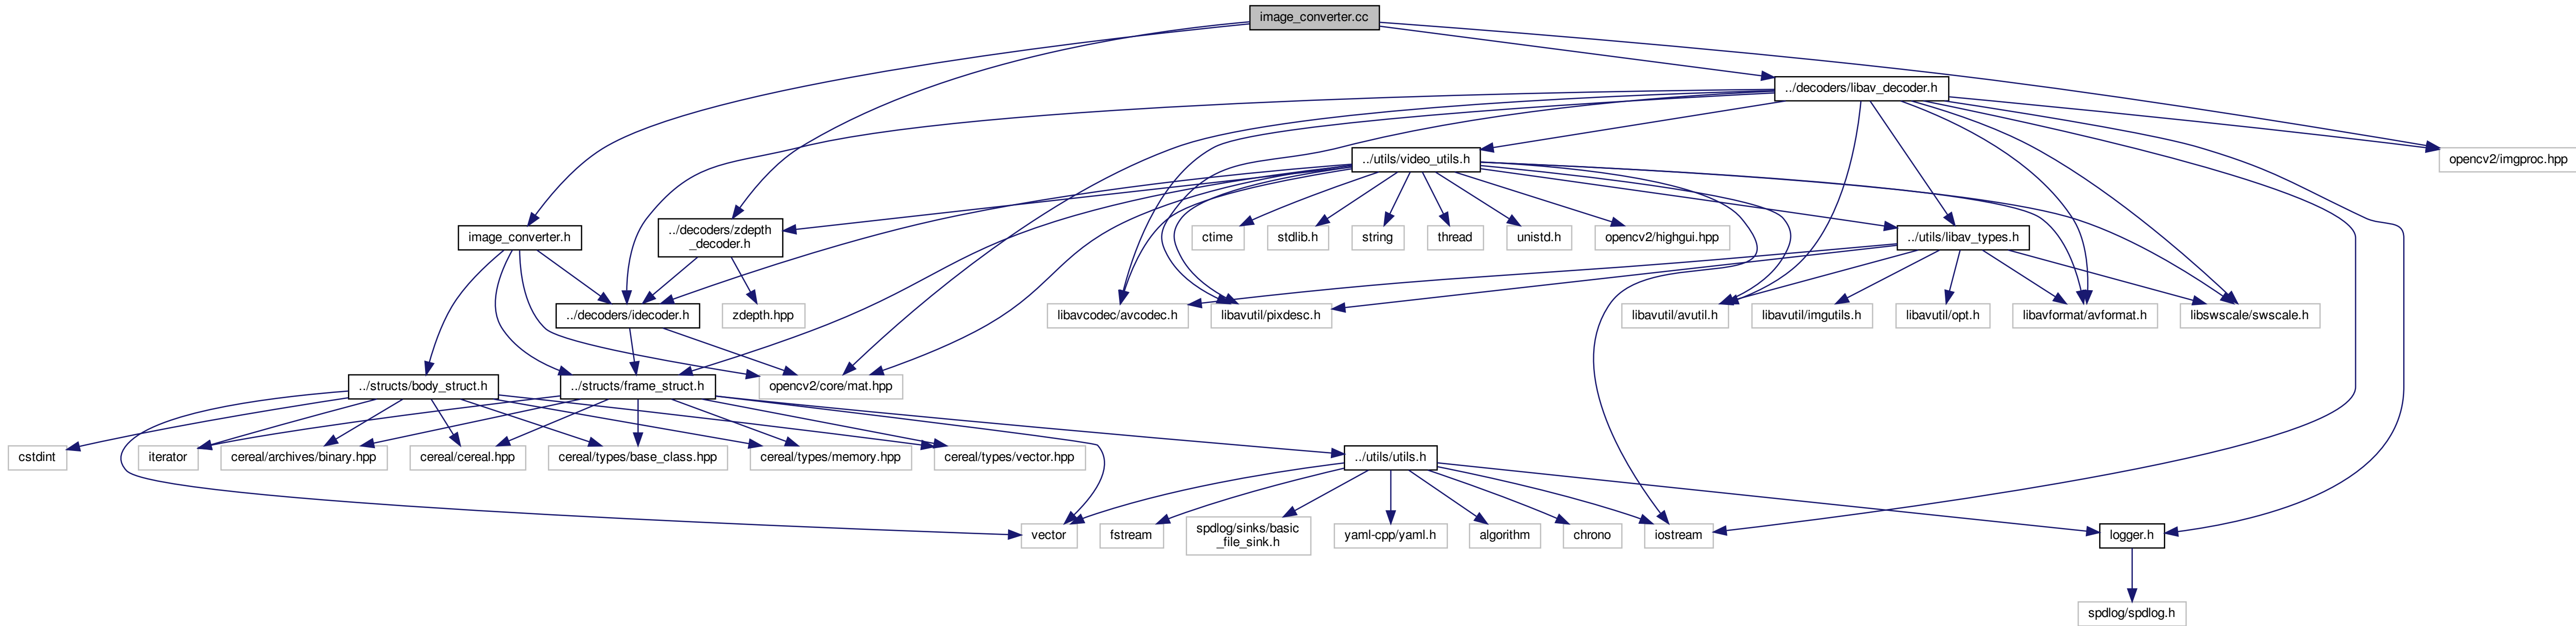 image_converter.cc
../decoders/libav_decoder.h
../utils/video_utils.h
opencv2/imgproc.hpp
image_converter.h
../decoders/zdepth
_decoder.h
ctime
stdlib.h
string
thread
unistd.h
opencv2/highgui.hpp
../utils/libav_types.h
../decoders/idecoder.h
zdepth.hpp
libavcodec/avcodec.h
libavutil/pixdesc.h
libavutil/avutil.h
libavutil/imgutils.h
libavutil/opt.h
libavformat/avformat.h
libswscale/swscale.h
../structs/body_struct.h
../structs/frame_struct.h
opencv2/core/mat.hpp
cstdint
iterator
cereal/archives/binary.hpp
cereal/cereal.hpp
cereal/types/base_class.hpp
cereal/types/memory.hpp
cereal/types/vector.hpp
../utils/utils.h
vector
fstream
spdlog/sinks/basic
_file_sink.h
yaml-cpp/yaml.h
algorithm
chrono
iostream
logger.h
spdlog/spdlog.h